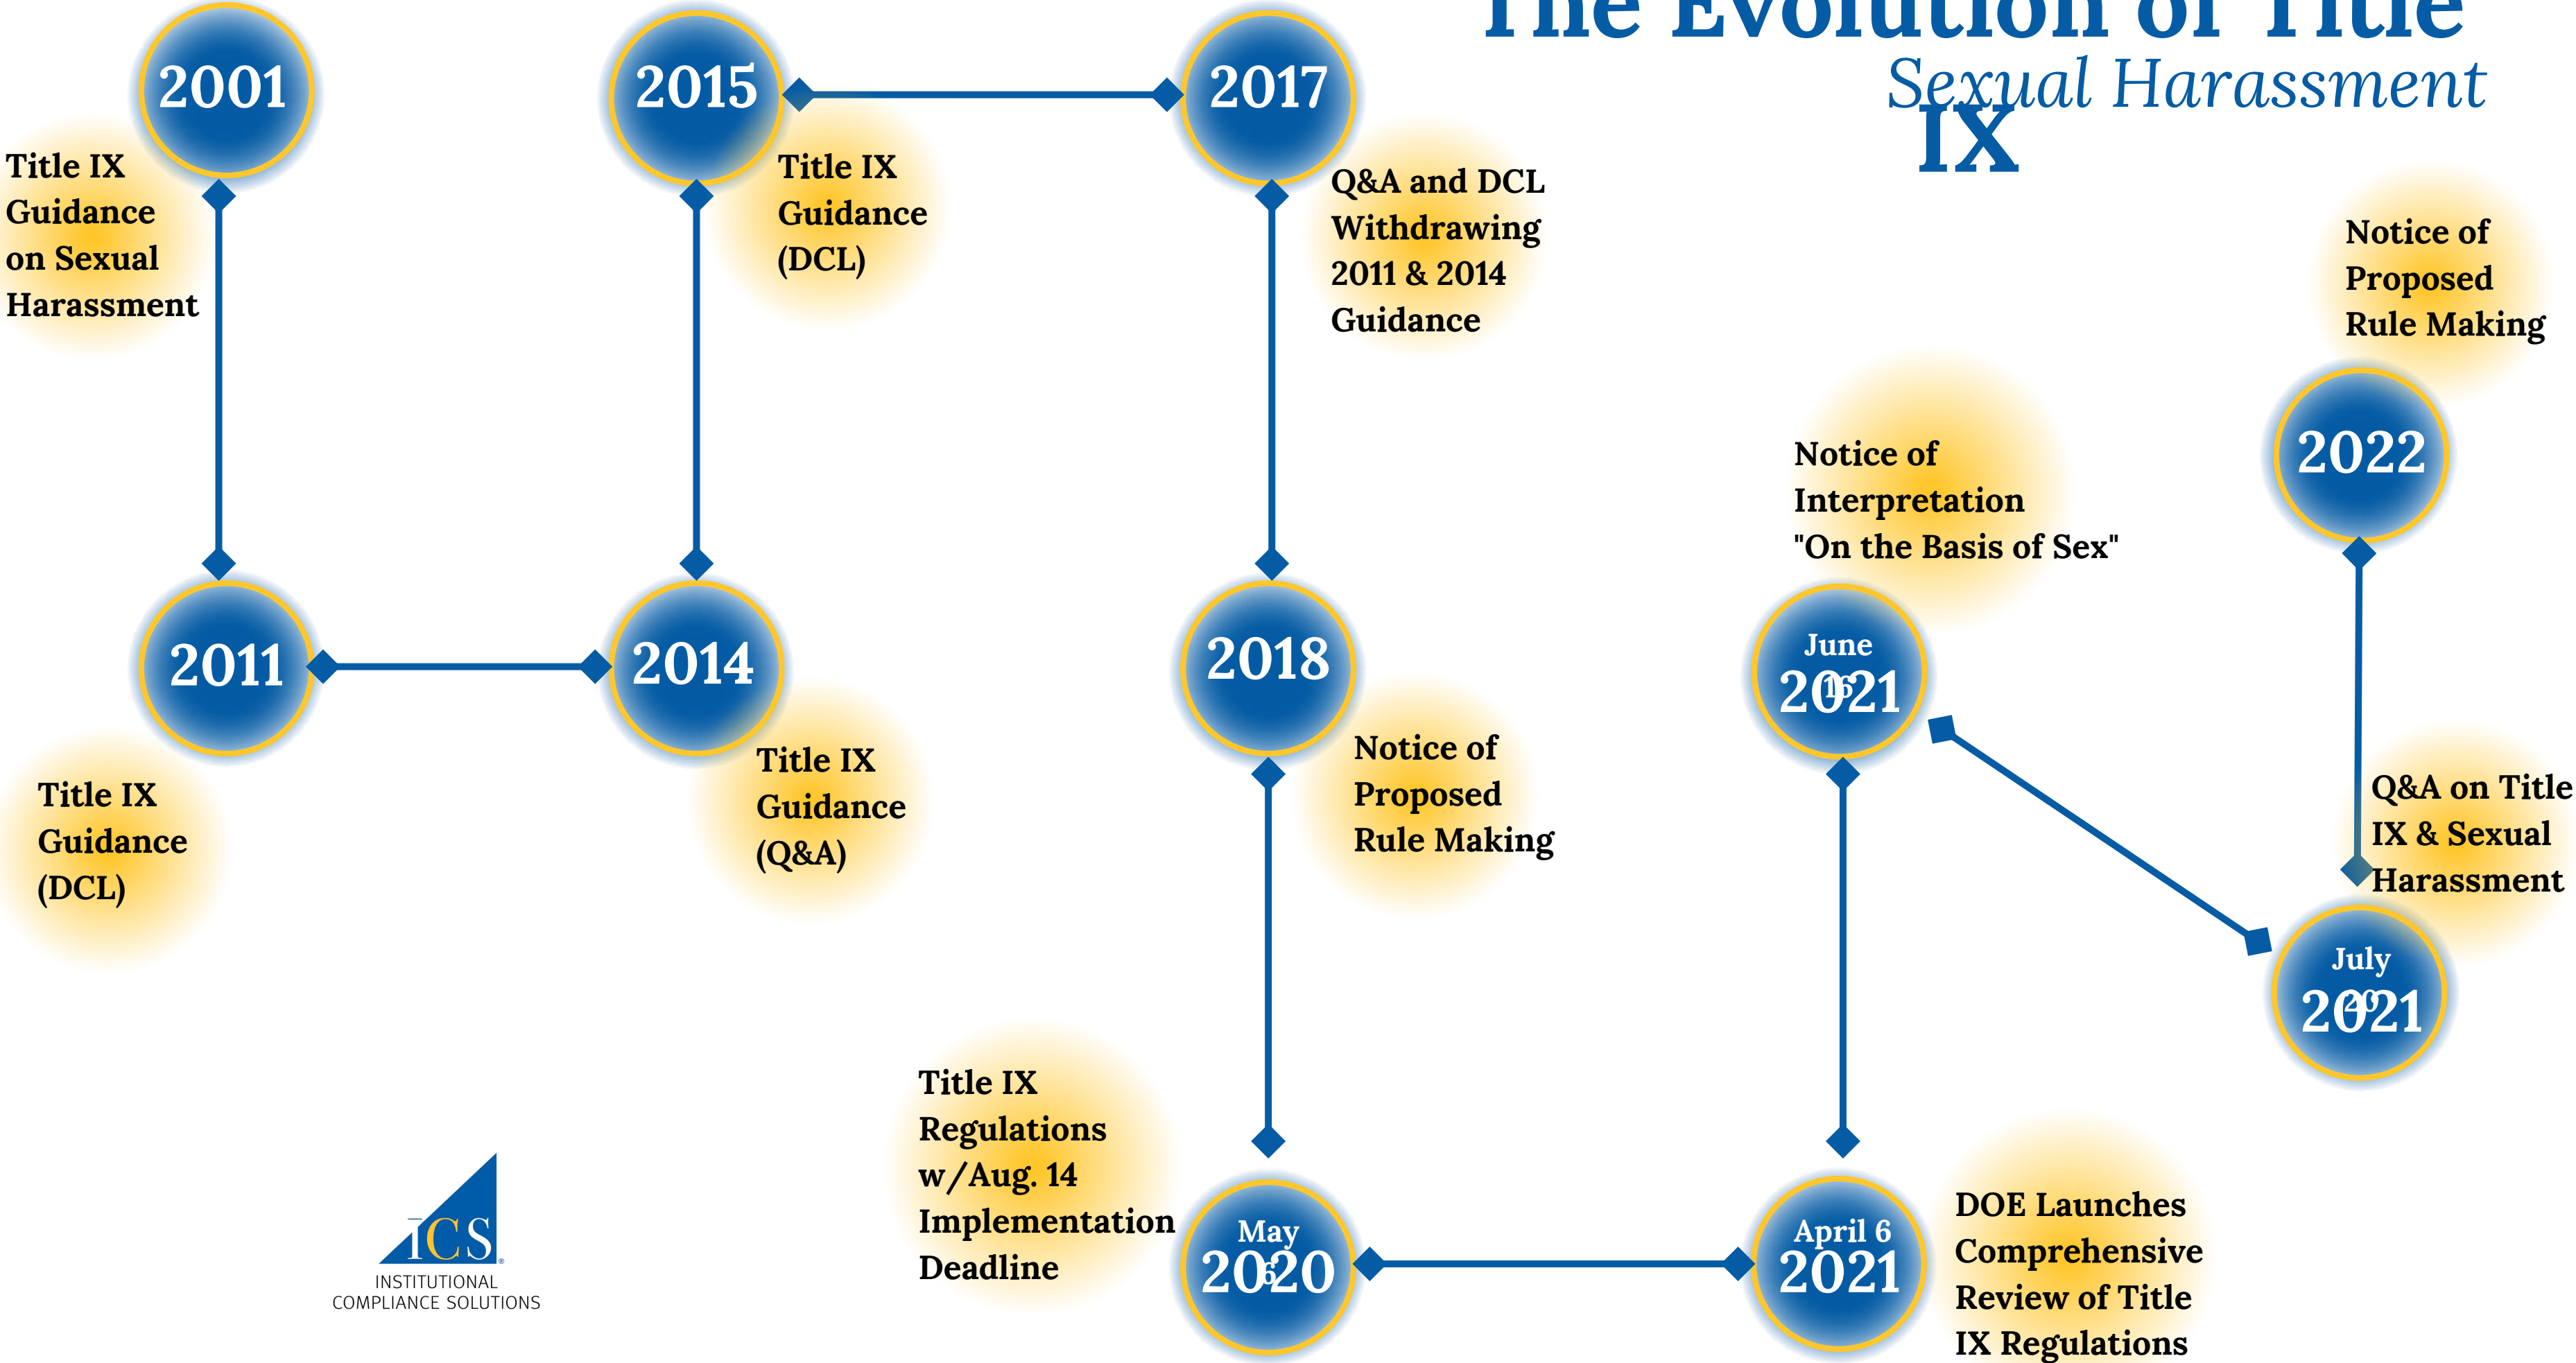 The Evolution of Title
IX
Sexual Harassment
2001
Title IX
Guidance
on Sexual
Harassment
2011
Title IX
Guidance
(DCL)
2014
Title IX
Guidance
(Q&A)
2015
Title IX
Guidance
(DCL)
2017
Q&A and DCL
Withdrawing
2011 & 2014
Guidance
2018
Notice of
Proposed
Rule Making
May
6
2020
Title IX
Regulations
w/Aug. 14
Implementation
Deadline
April 6
2021
DOE Launches
Comprehensive
Review of Title
IX Regulations
June
16
2021
Notice of
Interpretation
"On the Basis of Sex"
July
20
2021
Q&A on Title
IX & Sexual
Harassment
2022
Notice of
Proposed
Rule Making
ICS®
INSTITUTIONAL
COMPLIANCE SOLUTIONS